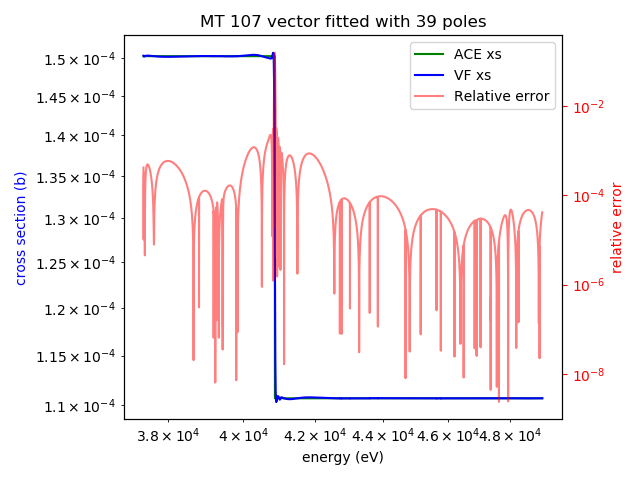 MT 107 vector fitted with 39 poles
ACE xs
VF xs
Relative error
1.5 × 10⁻⁴
1.45 × 10⁻⁴
1.4 × 10⁻⁴
1.35 × 10⁻⁴
1.3 × 10⁻⁴
1.25 × 10⁻⁴
1.2 × 10⁻⁴
1.15 × 10⁻⁴
1.1 × 10⁻⁴
cross section (b)
10⁻²
10⁻⁴
10⁻⁶
10⁻⁸
relative error
3.8 × 10⁴ 4 × 10⁴ 4.2 × 10⁴ 4.4 × 10⁴ 4.6 × 10⁴ 4.8 × 10⁴
energy (eV)